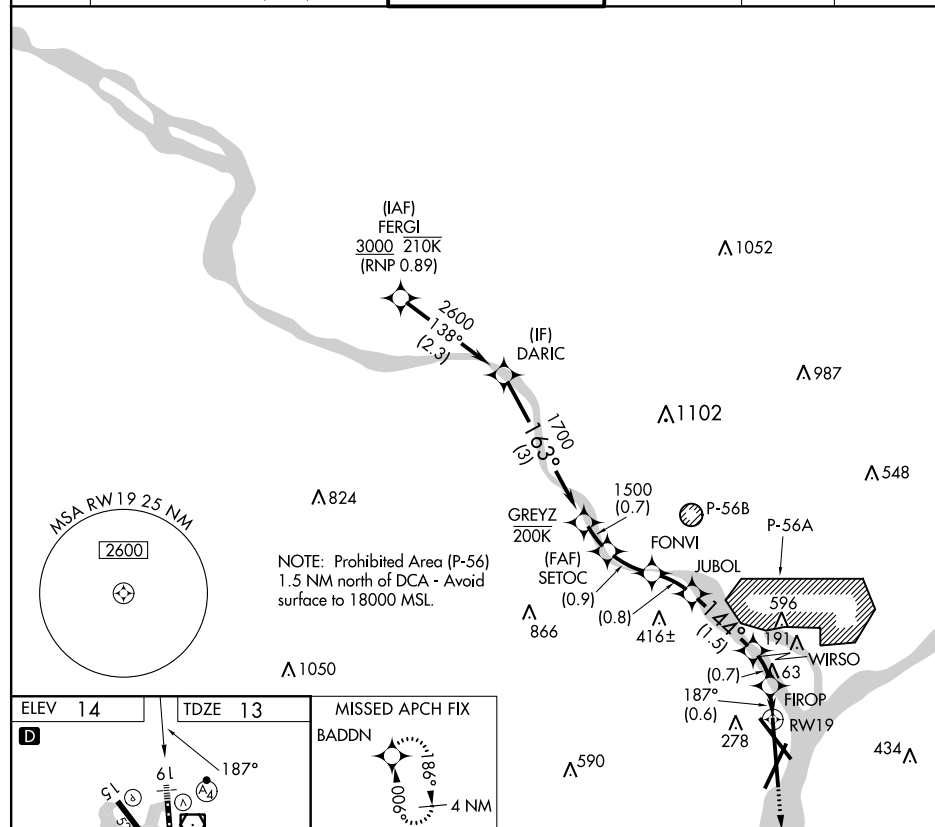 (IAF)
FERGI
3000 210K
(RNP 0.89)
1052
2600
138°
(2.3)
(IF)
DARIC
987
1102
1700
163°
(3)
548
824
MSA RW19 25 NM
2600
1500
(0.7)
P-56B
P-56A
GREYZ
200K
FONVI
NOTE: Prohibited Area (P-56)
1.5 NM north of DCA - Avoid
surface to 18000 MSL.
(FAF)
SETOC
JUBOL
(0.9)
(0.8)
866
416±
144°
(1.5)
596
191
WIRSO
1050
(0.7)
63
FIROP
187°
(0.6)
RW19
278
434
590
ELEV 14
TDZE 13
D
187°
19
15
P
V
A4
MISSED APCH FIX
BADDN
186°
006°
4 NM